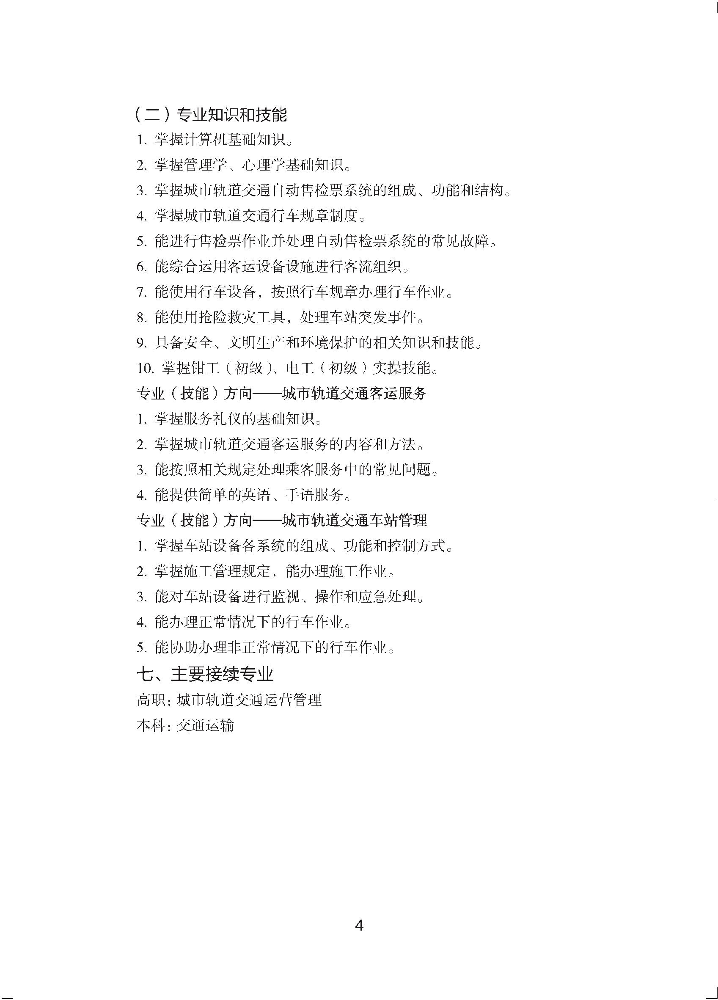 （二）专业知识和技能
1. 掌握计算机基础知识。
2. 掌握管理学、心理学基础知识。
3. 掌握城市轨道交通自动售检票系统的组成、功能和结构。
4. 掌握城市轨道交通行车规章制度。
5. 能进行售检票作业并处理自动售检票系统的常见故障。
6. 能综合运用客运设备设施进行客流组织。
7. 能使用行车设备，按照行车规章办理行车作业。
8. 能使用抢险救灾工具，处理车站突发事件。
9. 具备安全、文明生产和环境保护的相关知识和技能。
10. 掌握钳工（初级）、电工（初级）实操技能。
专业（技能）方向——城市轨道交通客运服务
1. 掌握服务礼仪的基础知识。
2. 掌握城市轨道交通客运服务的内容和方法。
3. 能按照相关规定处理乘客服务中的常见问题。
4. 能提供简单的英语、手语服务。
专业（技能）方向——城市轨道交通车站管理
1. 掌握车站设备各系统的组成、功能和控制方式。
2. 掌握施工管理规定，能办理施工作业。
3. 能对车站设备进行监视、操作和应急处理。
4. 能办理正常情况下的行车作业。
5. 能协助办理非正常情况下的行车作业。
七、主要接续专业
高职：城市轨道交通运营管理
本科：交通运输
4